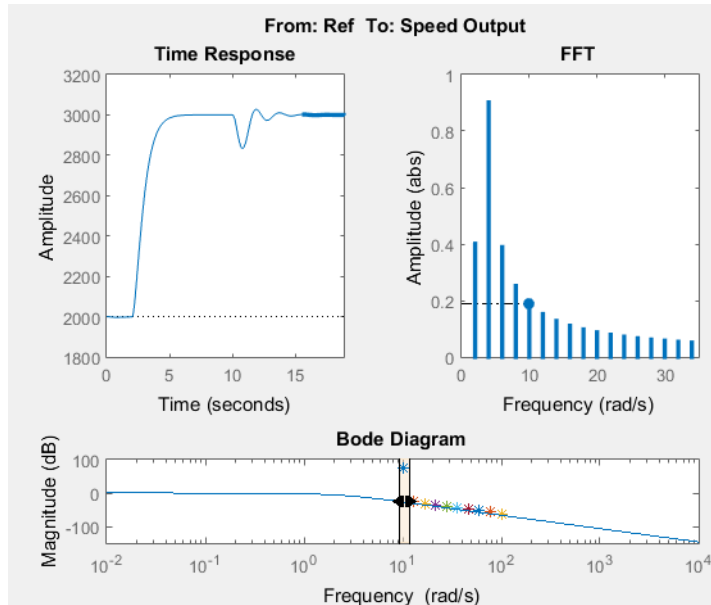 From: Ref To: Speed Output
Time Response
Amplitude
3200
3000
2800
2600
2400
2200
2000
1800
0 5 10 15
Time (seconds)
FFT
Amplitude (abs)
1
0.8
0.6
0.4
0.2
0
0 10 20 30
Frequency (rad/s)
Bode Diagram
Magnitude (dB)
100
0
-100
10^-2 10^-1 10^0 10^1 10^2 10^3 10^4
Frequency (rad/s)